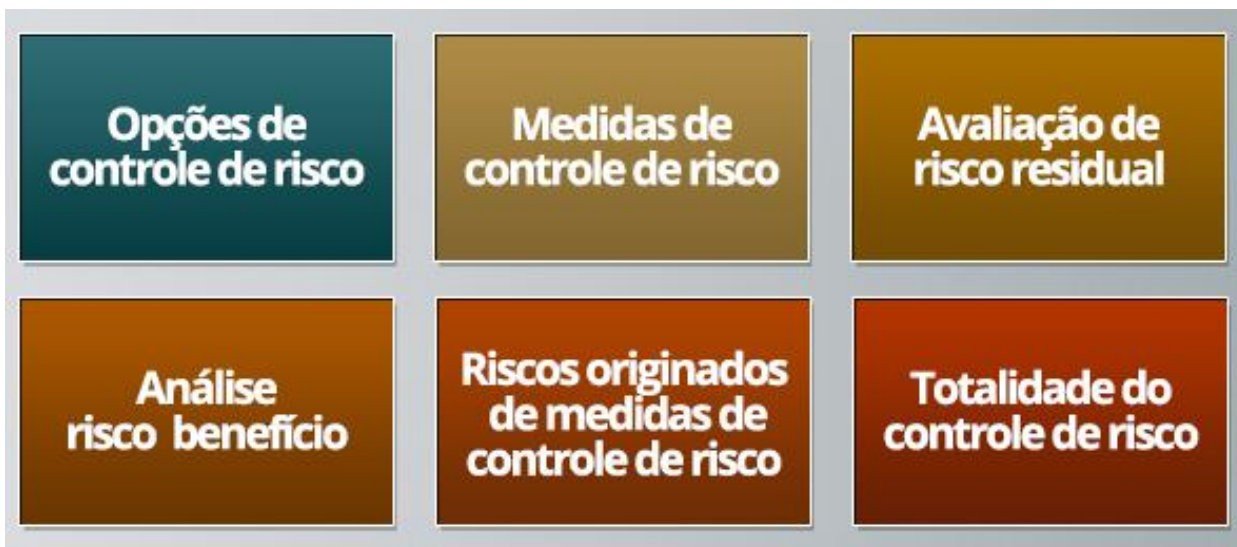 Opções de
controle de risco
Medidas de
controle de risco
Avaliação de
risco residual
Análise
risco benefício
Riscos originados
de medidas de
controle de risco
Totalidade do
controle de risco